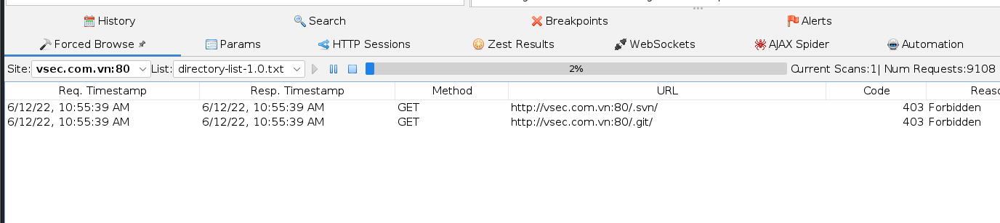 History Search Breakpoints Alerts
Forced Browse Params HTTP Sessions Zest Results WebSockets AJAX Spider Automation
Site: vsec.com.vn:80 List: directory-list-1.0.txt 2% Current Scans:1| Num Requests:9108
Req. Timestamp Resp. Timestamp Method URL Code
6/12/22, 10:55:39 AM 6/12/22, 10:55:39 AM GET http://vsec.com.vn:80/.svn/ 403 Forbidden
6/12/22, 10:55:39 AM 6/12/22, 10:55:39 AM GET http://vsec.com.vn:80/.git/ 403 Forbidden